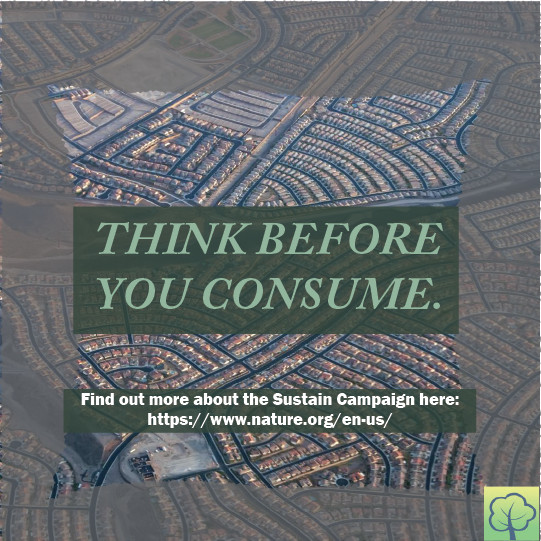 THINK BEFORE
YOU CONSUME.
Find out more about the Sustain Campaign here:
https://www.nature.org/en-us/